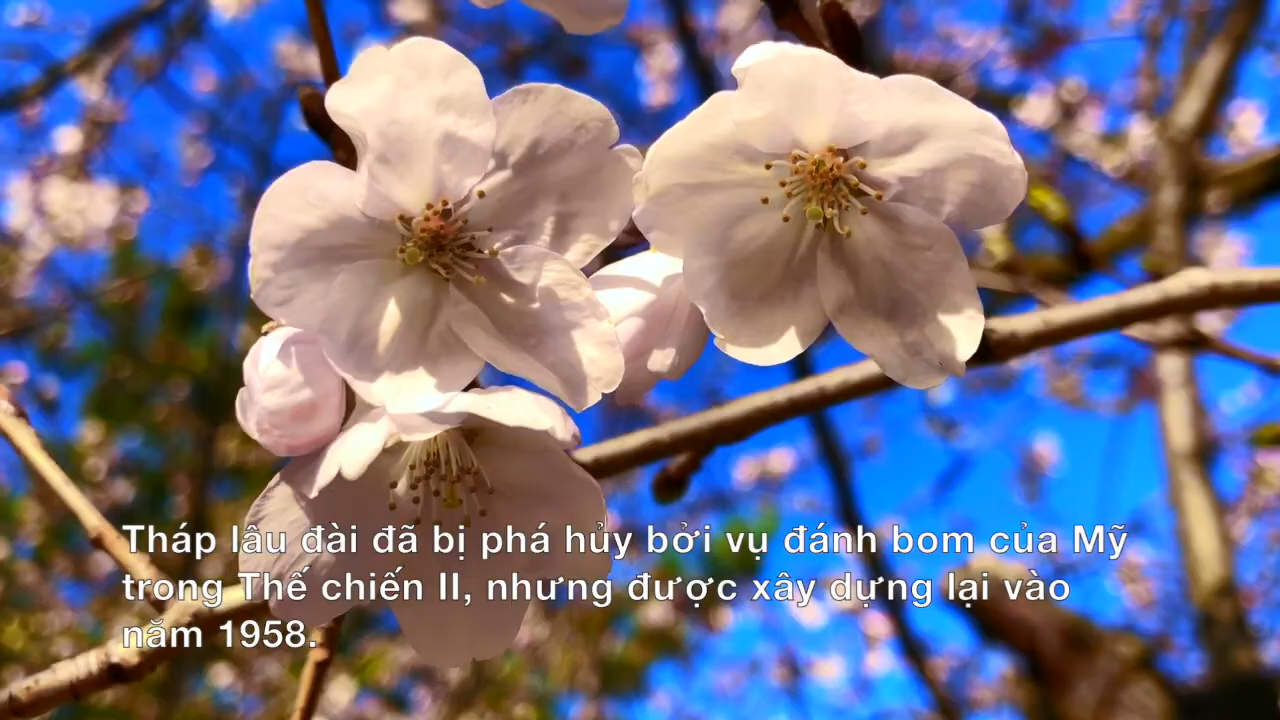 Tháp lâu đài đã bị phá hủy bởi vụ đánh bom của Mỹ
trong Thế chiến II, nhưng được xây dựng lại vào
năm 1958.